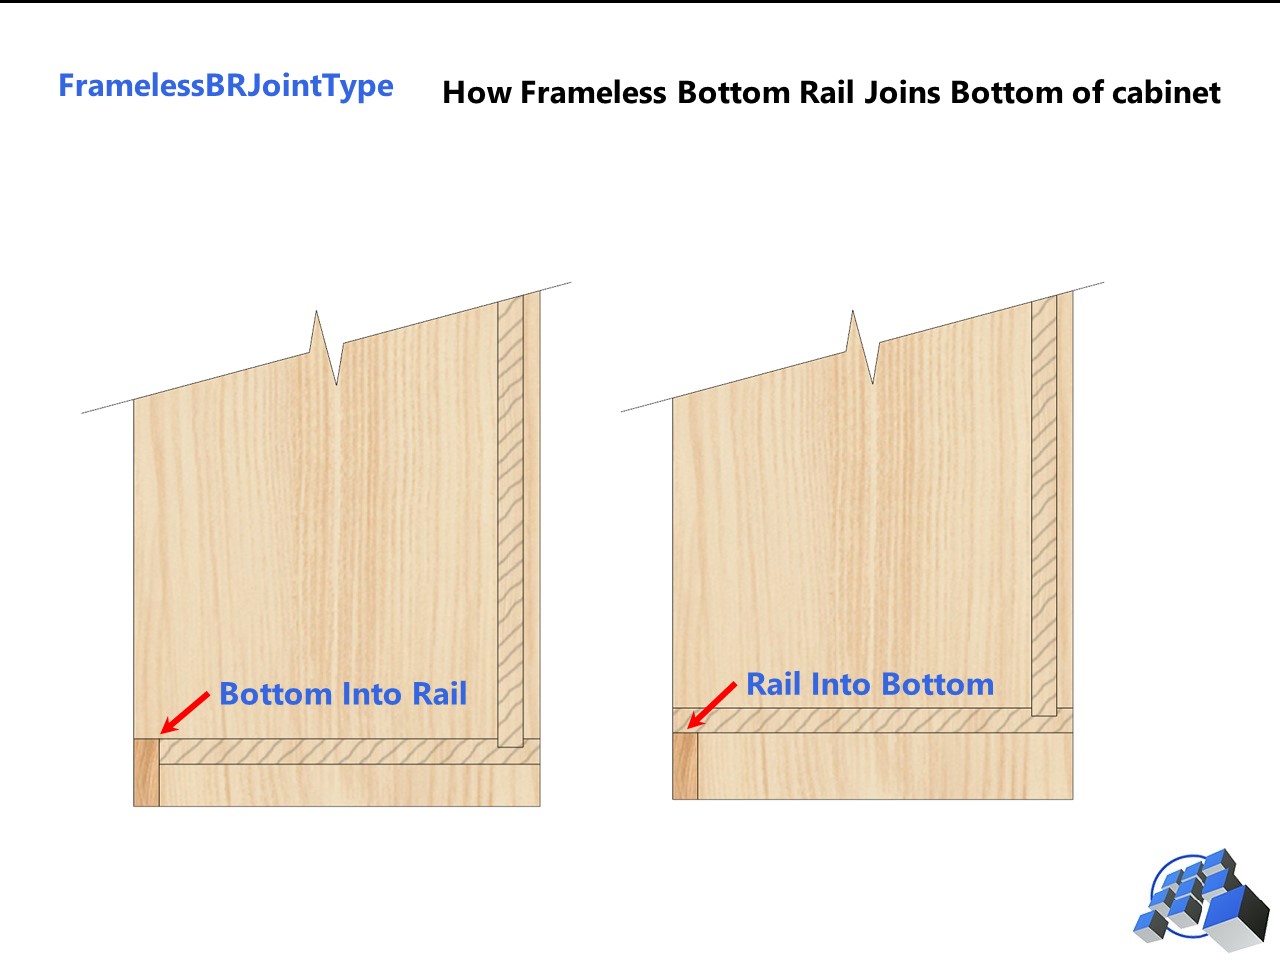 FramelessBRJointType
How Frameless Bottom Rail Joins Bottom of cabinet
Bottom Into Rail
Rail Into Bottom